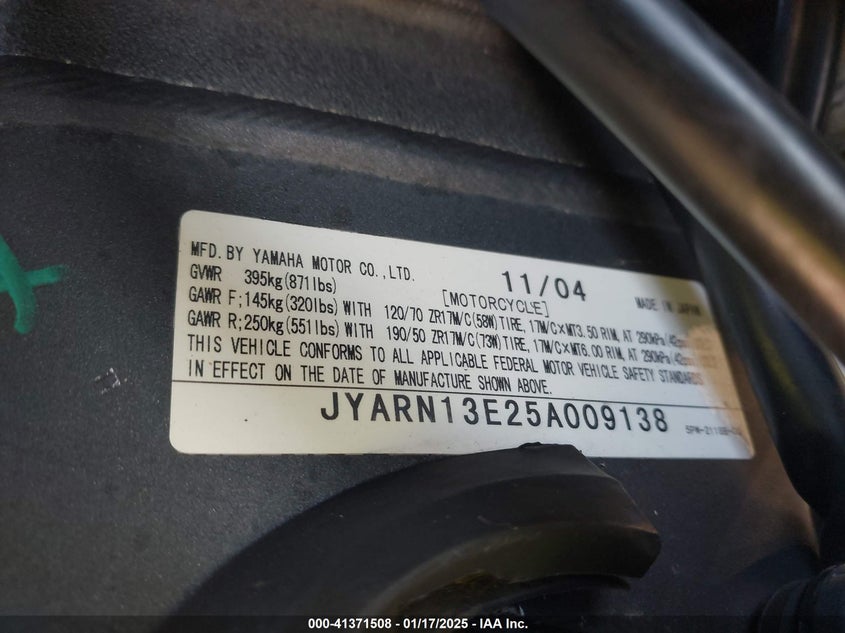 MFD. BY YAMAHA MOTOR CO., LTD. 11/04 MADE IN JAPAN
GVWR 395kg(871lbs) [MOTORCYCLE]
GAWR F;145kg(320lbs) WITH 120/70 ZR17M/C(58W)TIRE, 17M/C×MT3.50 RIM, AT 290kPa/42psi
GAWR R;250kg(551lbs) WITH 190/50 ZR17M/C(73W)TIRE, 17M/C×MT6.00 RIM, AT 290kPa/42psi
THIS VEHICLE CONFORMS TO ALL APPLICABLE FEDERAL MOTOR VEHICLE SAFETY STANDARDS
IN EFFECT ON THE DATE OF MANUFACTURE SHOWN ABOVE.
JYARN13E25A009138
000-41371508 - 01/17/2025 - © IAA Inc.